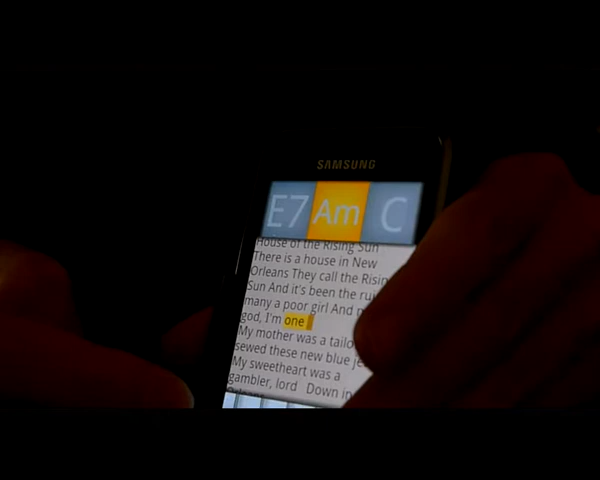 SAMSUNG
E7 Am C
House of the Rising Sun
There is a house in New
Orleans They call the Risin
Sun And it's been the rui
many a poor girl And
god, I'm one
My mother was a tailo
sewed these new blue je
My sweetheart was a
gambler, lord Down in
Orleans